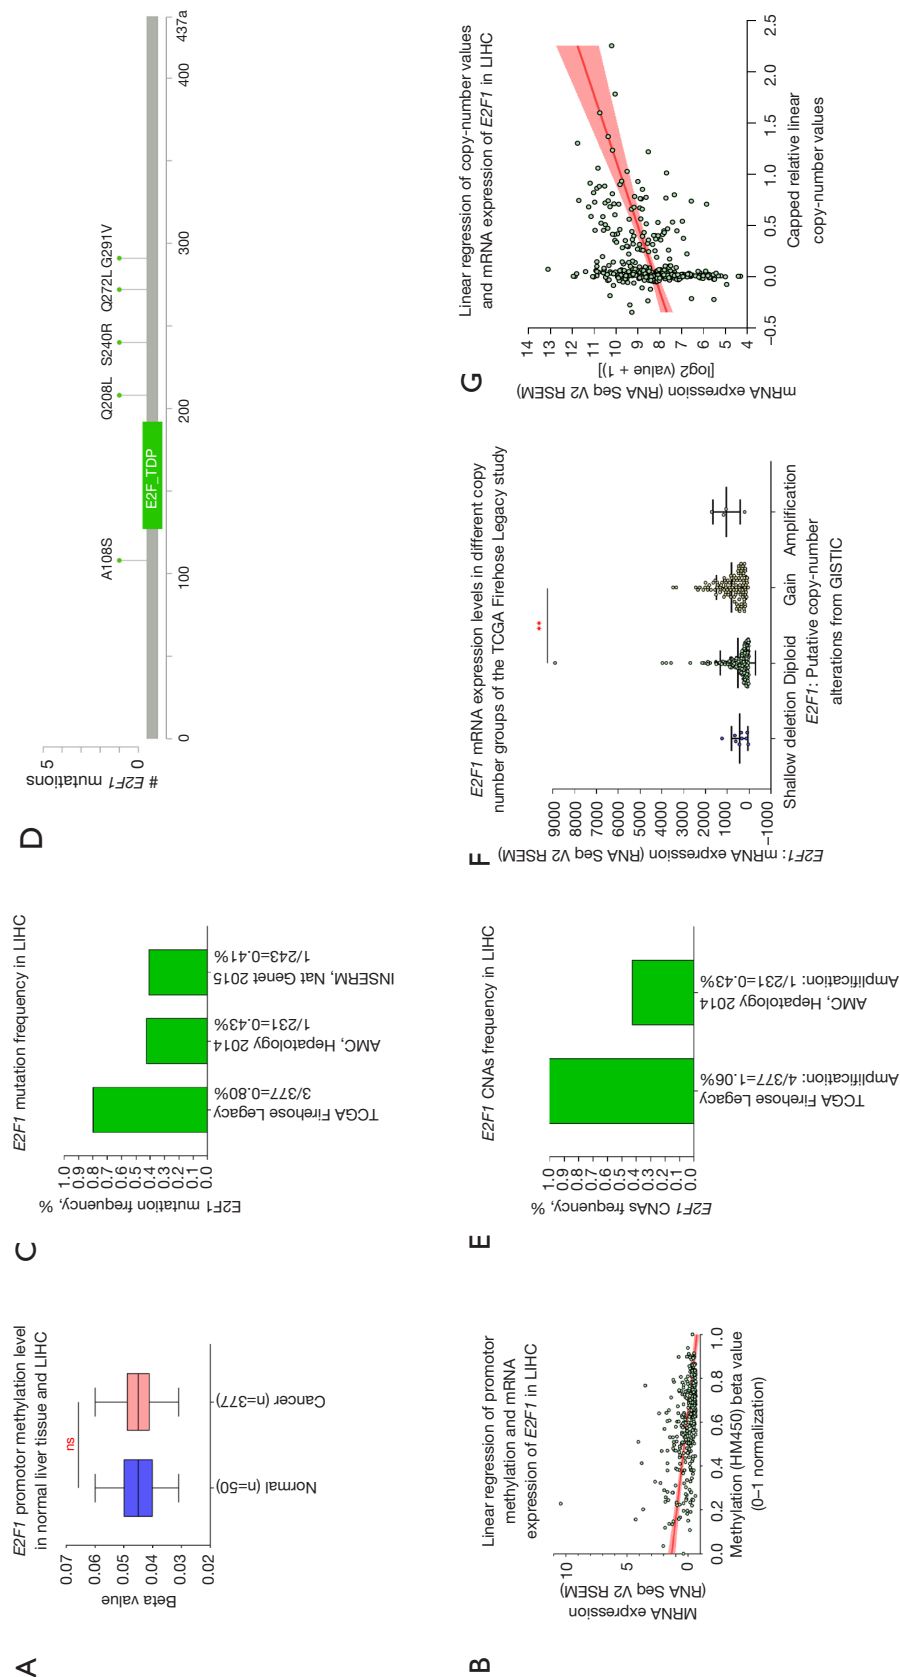 A
E2F1 promotor methylation level
in normal liver tissue and LIHC
ns
0.07
0.06
0.05
0.04
0.03
0.02
Beta value
Normal (n=50)
Cancer (n=377)
B
Linear regression of promotor
methylation and mRNA
expression of E2F1 in LIHC
10
5
0
MRNA expression
(RNA Seq V2 RSEM)
0.0
0.2
0.4
0.6
0.8
1.0
Methylation (HM450) beta value
(0–1 normalization)
C
E2F1 mutation frequency in LIHC
1.0
0.9
0.8
0.7
0.6
0.5
0.4
0.3
0.2
0.1
0.0
E2F1 mutation frequency, %
TCGA Firehose Legacy
3/377=0.80%
AMC, Hepatology 2014
1/231=0.43%
INSERM, Nat Genet 2015
1/243=0.41%
D
5
0
# E2F1 mutations
A108S
Q208L
S240R
Q272L
G291V
E2F_TDP
0
100
200
300
400
437a
E
E2F1 CNAs frequency in LIHC
1.0
0.9
0.8
0.7
0.6
0.5
0.4
0.3
0.2
0.1
0.0
E2F1 CNAs frequency, %
TCGA Firehose Legacy
Amplification: 4/377=1.06%
AMC, Hepatology 2014
Amplification: 1/231=0.43%
F
E2F1 mRNA expression levels in different copy
number groups of the TCGA Firehose Legacy study
**
9000
8000
7000
6000
5000
4000
3000
2000
1000
0
−1000
E2F1: mRNA expression (RNA Seq V2 RSEM)
Shallow deletion
Diploid
Gain
Amplification
E2F1: Putative copy-number
alterations from GISTIC
G
Linear regression of copy-number values
and mRNA expression of E2F1 in LIHC
14
13
12
11
10
9
8
7
6
5
4
mRNA expression (RNA Seq V2 RSEM)
[log2 (value + 1)]
−0.5
0.0
0.5
1.0
1.5
2.0
2.5
Capped relative linear
copy-number values